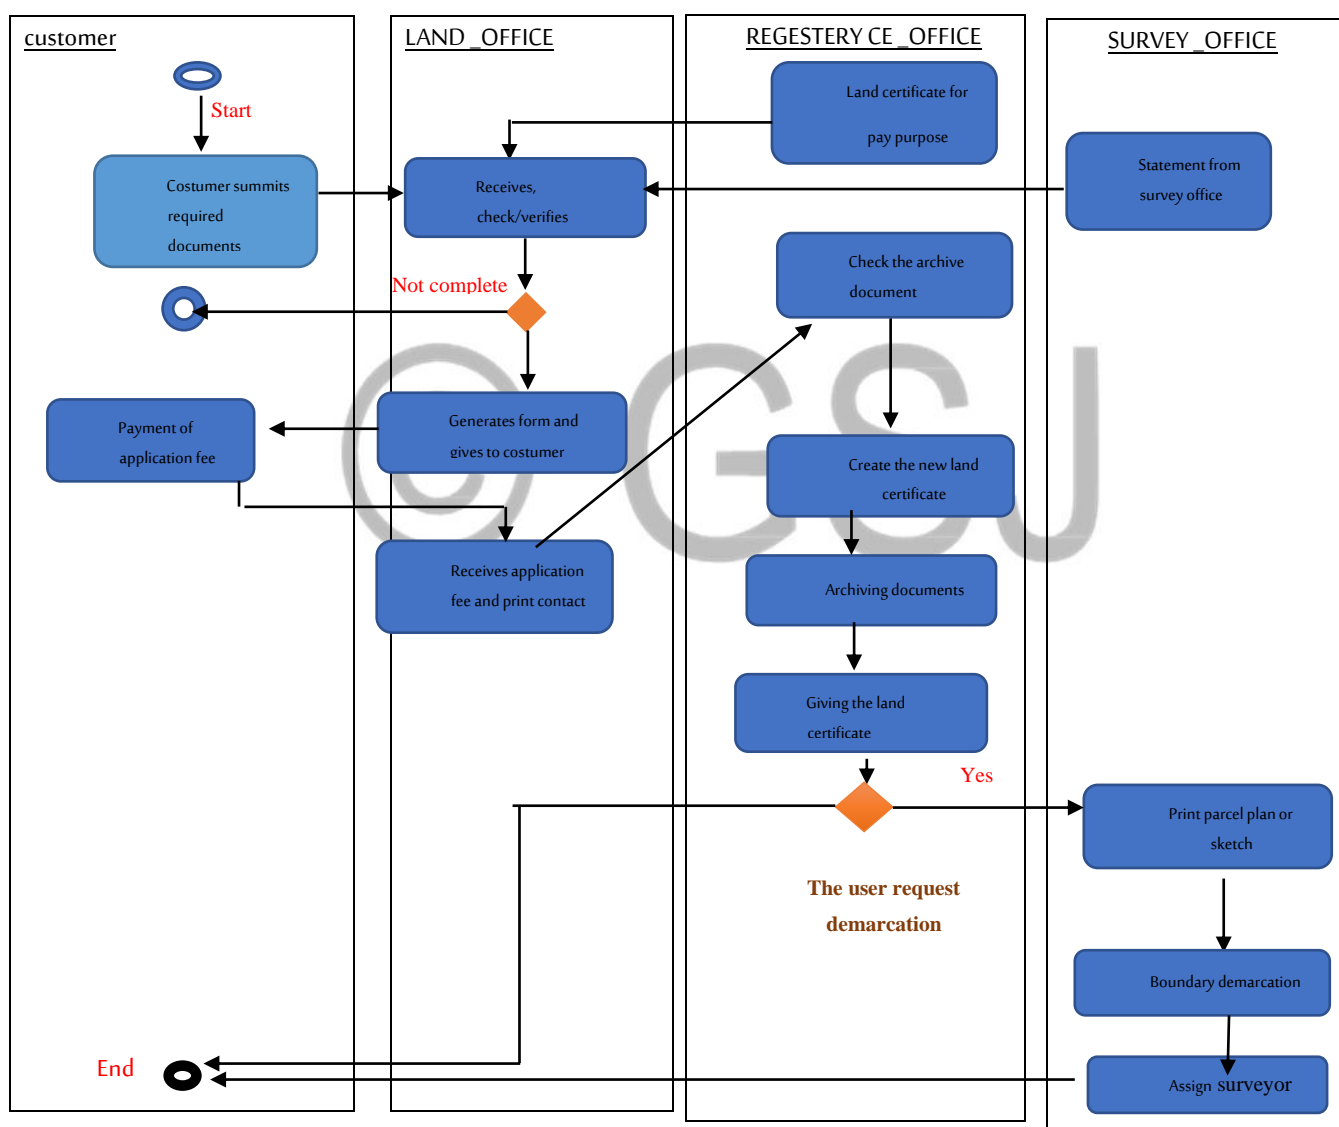 customer
Start
Costumer summits
required
documents
Payment of
application fee
End
LAND _OFFICE
Receives,
check/verifies
Not complete
Generates form and
gives to costumer
Receives application
fee and print contact
REGESTERY CE _OFFICE
Land certificate for
pay purpose
Check the archive
document
Create the new land
certificate
Archiving documents
Giving the land
certificate
Yes
The user request
demarcation
SURVEY _OFFICE
Statement from
survey office
Print parcel plan or
sketch
Boundary demarcation
Assign surveyor
© GSJ